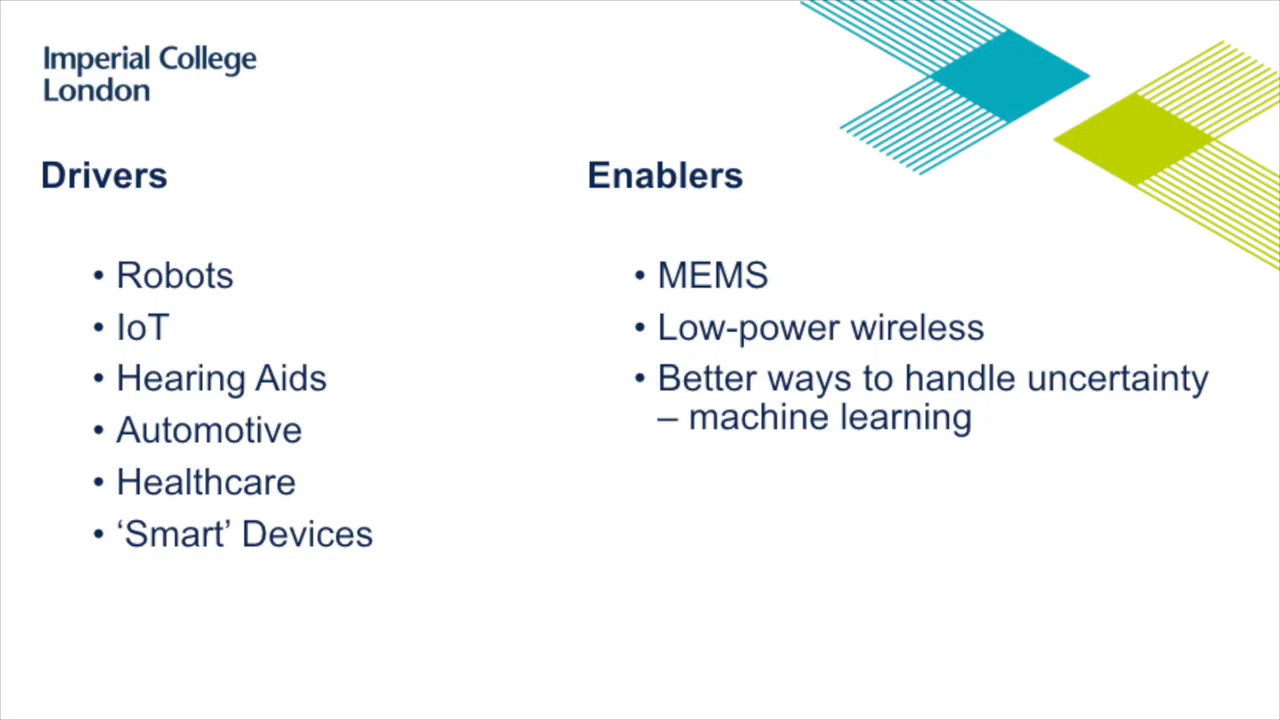 Imperial College
London
Drivers
• Robots
• IoT
• Hearing Aids
• Automotive
• Healthcare
• ‘Smart’ Devices
Enablers
• MEMS
• Low-power wireless
• Better ways to handle uncertainty
– machine learning